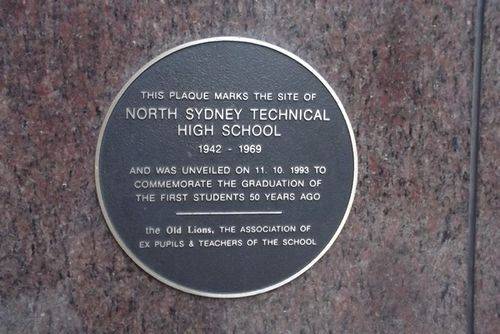 THIS PLAQUE MARKS THE SITE OF
NORTH SYDNEY TECHNICAL
HIGH SCHOOL
1942 - 1969
AND WAS UNVEILED ON 11. 10. 1993 TO
COMMEMORATE THE GRADUATION OF
THE FIRST STUDENTS 50 YEARS AGO
the Old Lions, THE ASSOCIATION OF
EX PUPILS & TEACHERS OF THE SCHOOL